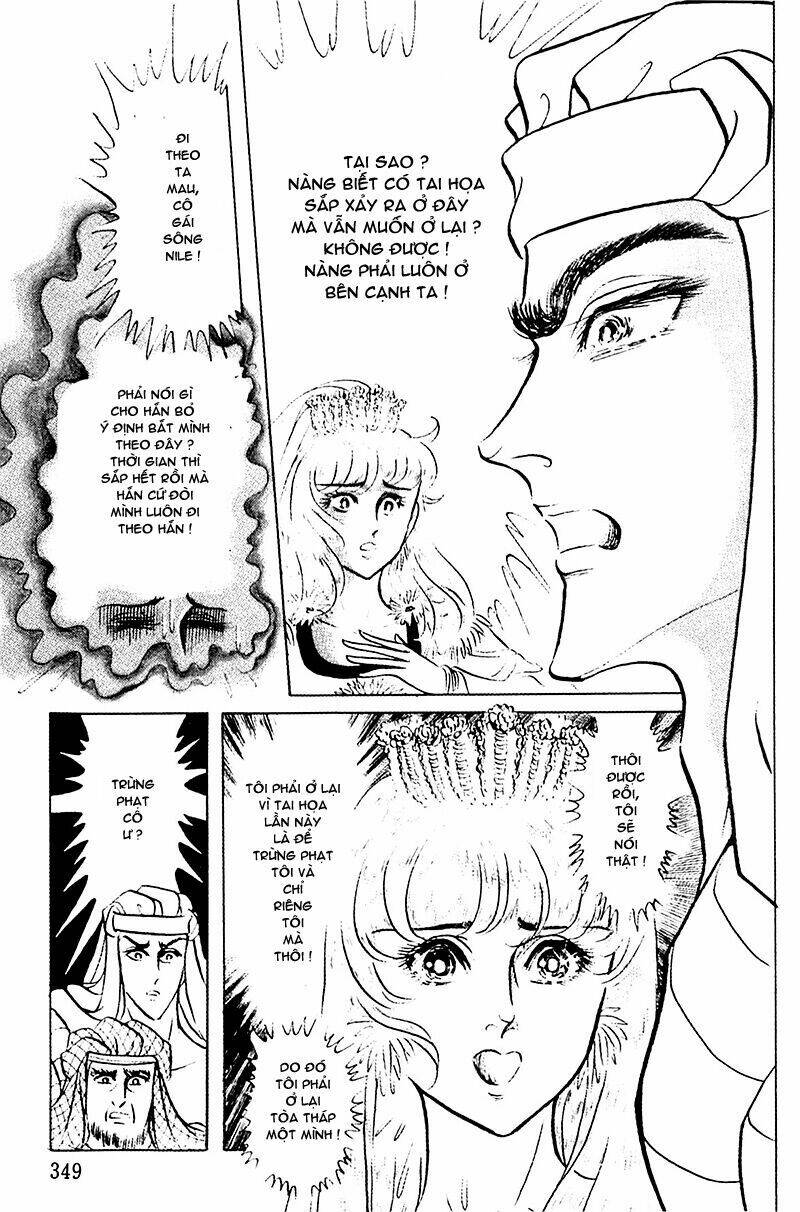 TẠI SAO ?
NÀNG BIẾT CÓ TAI HỌA
SẮP XẢY RA Ở ĐÂY
MÀ VẪN MUỐN Ở LẠI ?
KHÔNG ĐƯỢC !
NÀNG PHẢI LUÔN Ở
BÊN CẠNH TA !
ĐI
THEO
TA
MAU,
CÔ
GÁI
SÔNG
NILE !
PHẢI NÓI GÌ
CHO HẮN BỎ
Ý ĐỊNH BẮT MÌNH
THEO ĐÂY ?
THỜI GIAN THÌ
SẮP HẾT RỒI MÀ
HẮN CỨ ĐÒI
MÌNH LUÔN ĐI
THEO HẮN !
THÔI
ĐƯỢC
RỒI,
TÔI
SẼ
NÓI
THẬT !
TÔI PHẢI Ở LẠI
VÌ TAI HỌA
LẦN NÀY
LÀ ĐỂ
TRỪNG PHẠT
TÔI VÀ
CHỈ
RIÊNG
TÔI
MÀ
THÔI !
DO ĐÓ
TÔI PHẢI
Ở LẠI
TÒA THÁP
MỘT MÌNH !
TRỪNG
PHẠT
CÔ
Ư ?
349